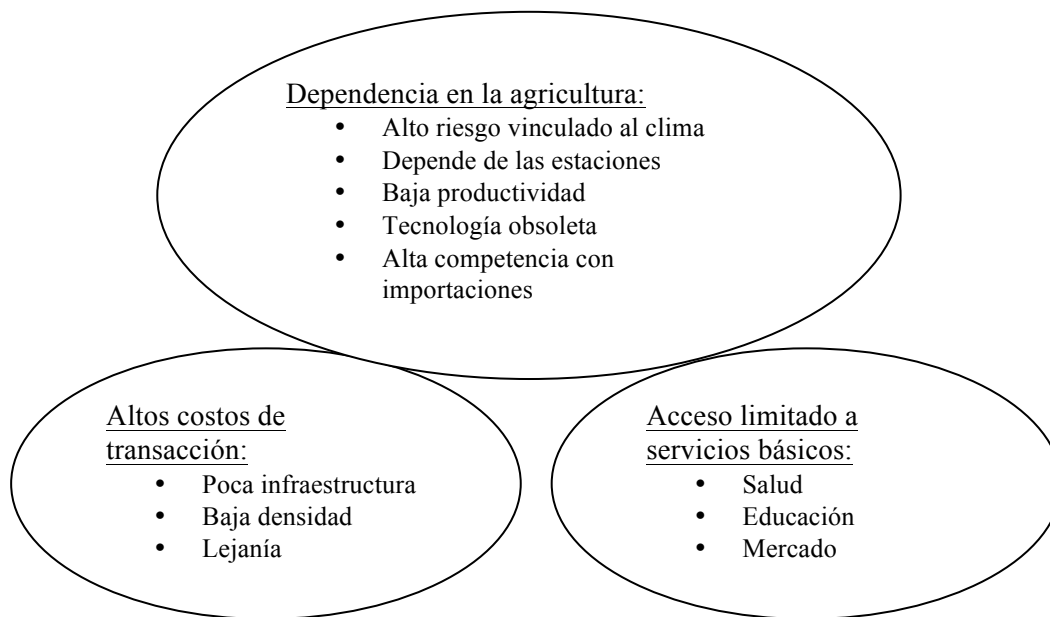 Dependencia en la agricultura:
• Alto riesgo vinculado al clima
• Depende de las estaciones
• Baja productividad
• Tecnología obsoleta
• Alta competencia con
importaciones
Altos costos de
transacción:
• Poca infraestructura
• Baja densidad
• Lejanía
Acceso limitado a
servicios básicos:
• Salud
• Educación
• Mercado